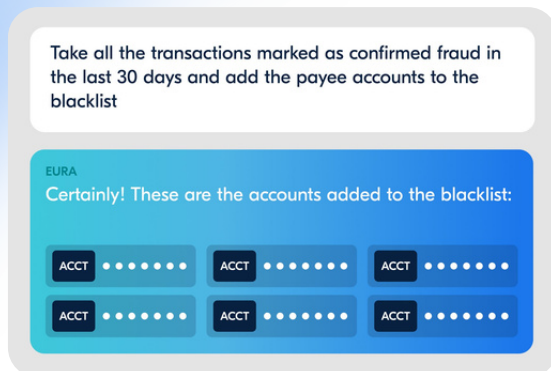 Take all the transactions marked as confirmed fraud in
the last 30 days and add the payee accounts to the
blacklist
EURA
Certainly! These are the accounts added to the blacklist:
ACCT ••••••• ACCT ••••••• ACCT •••••••
ACCT ••••••• ACCT ••••••• ACCT •••••••